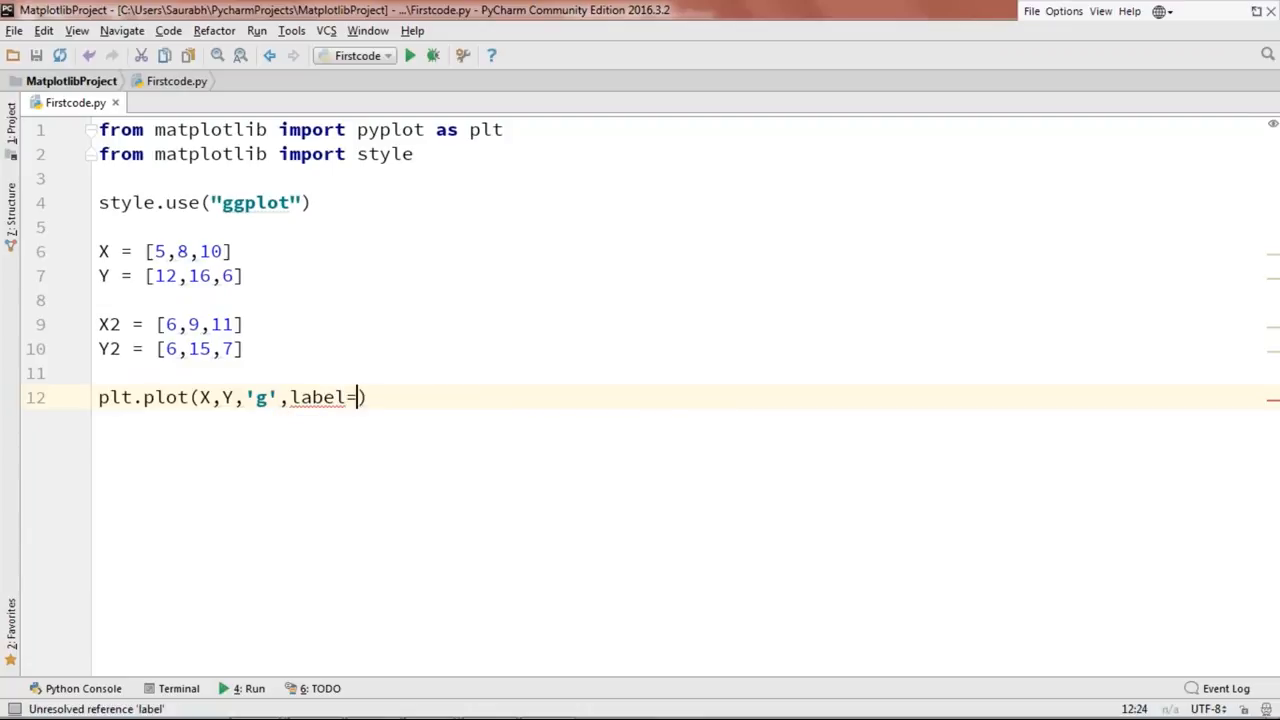 MatplotlibProject - [C:\Users\Saurabh\PycharmProjects\MatplotlibProject] - ...\Firstcode.py - PyCharm Community Edition 2016.3.2
File Options View Help
File Edit View Navigate Code Refactor Run Tools VCS Window Help
Firstcode
MatplotlibProject Firstcode.py
Firstcode.py
1: Project
7: Structure
2: Favorites
1 from matplotlib import pyplot as plt
2 from matplotlib import style
3
4 style.use("ggplot")
5
6 X = [5,8,10]
7 Y = [12,16,6]
8
9 X2 = [6,9,11]
10 Y2 = [6,15,7]
11
12 plt.plot(X,Y,'g',label=)
Python Console Terminal 4: Run 6: TODO Event Log
Unresolved reference 'label' 12:24 n/a UTF-8